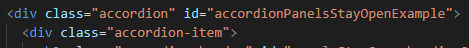 <div class="accordion" id="accordionPanelsStayOpenExample">
<div class="accordion-item">